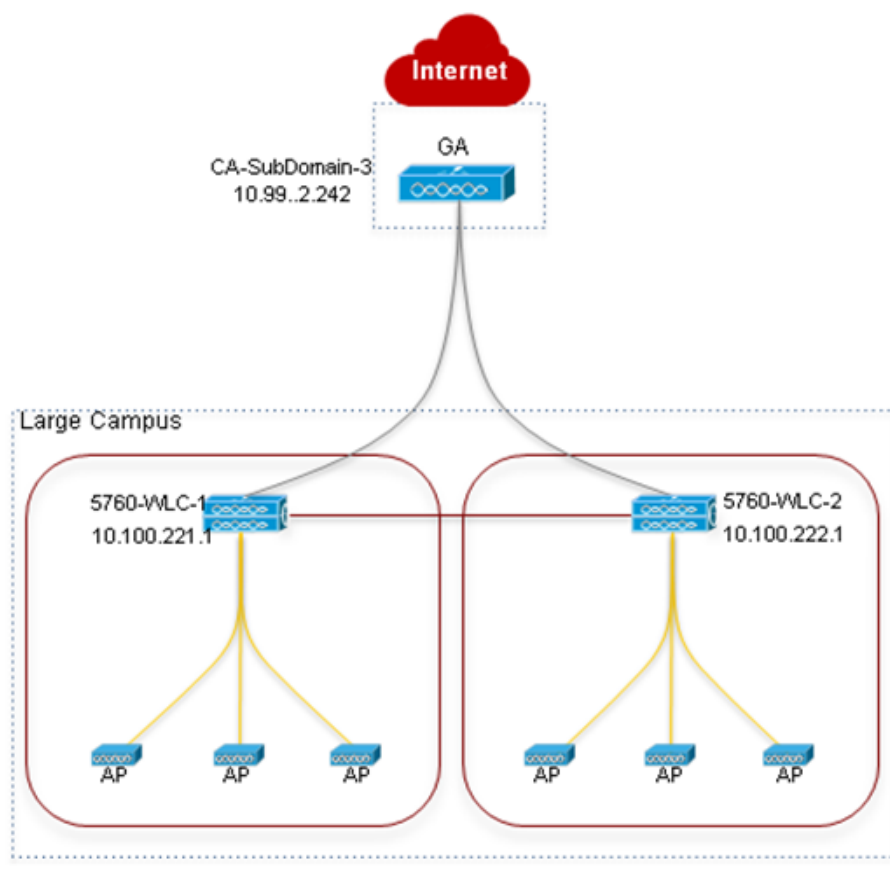 Internet
GA
CA-SubDomain-3
10.99..2.242
Large Campus
5760-WLC-1
10.100.221.1
5760-WLC-2
10.100.222.1
AP
AP
AP
AP
AP
AP